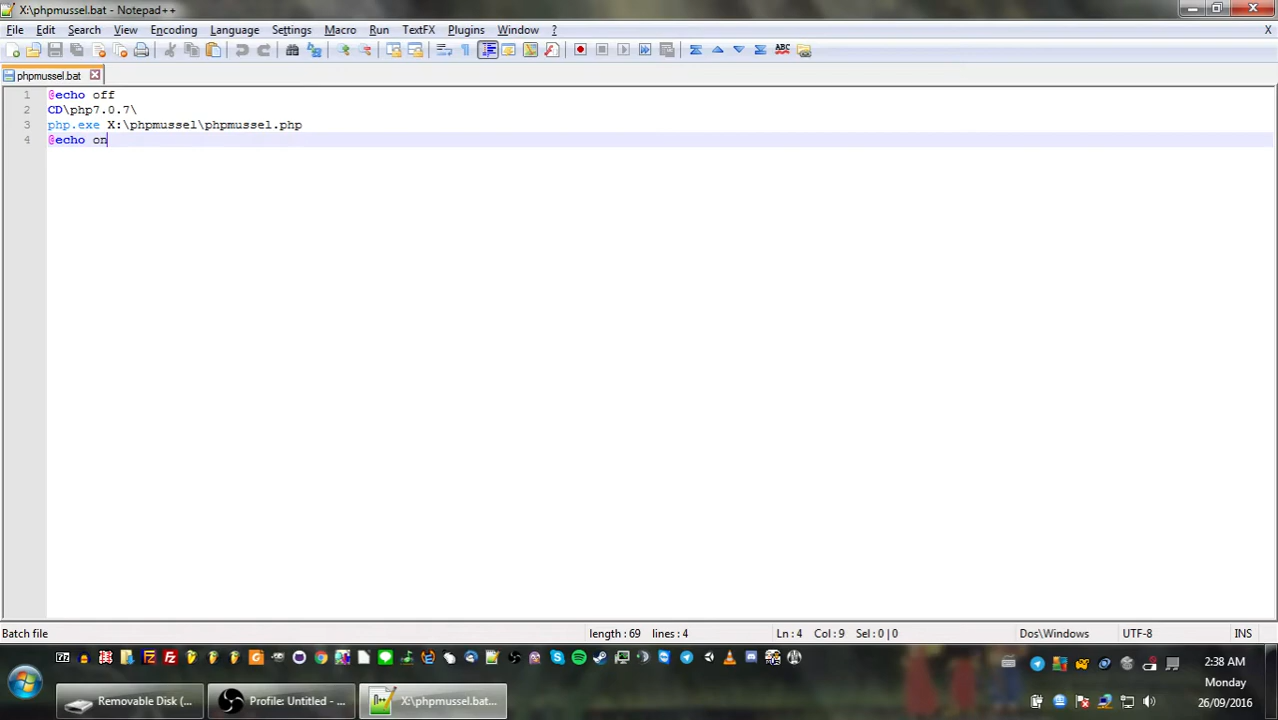 X:\phpmussel.bat - Notepad++
File Edit Search View Encoding Language Settings Macro Run TextFX Plugins Window ? X
ABC
phpmussel.bat
1 @echo off
2 CD\php7.0.7\
3 php.exe X:\phpmussel\phpmussel.php
4 @echo on
Batch file length : 69 lines : 4 Ln : 4 Col : 9 Sel : 0 | 0 Dos\Windows UTF-8 INS
2:38 AM
Monday
26/09/2016
Removable Disk (... Profile: Untitled - ... X:\phpmussel.bat...